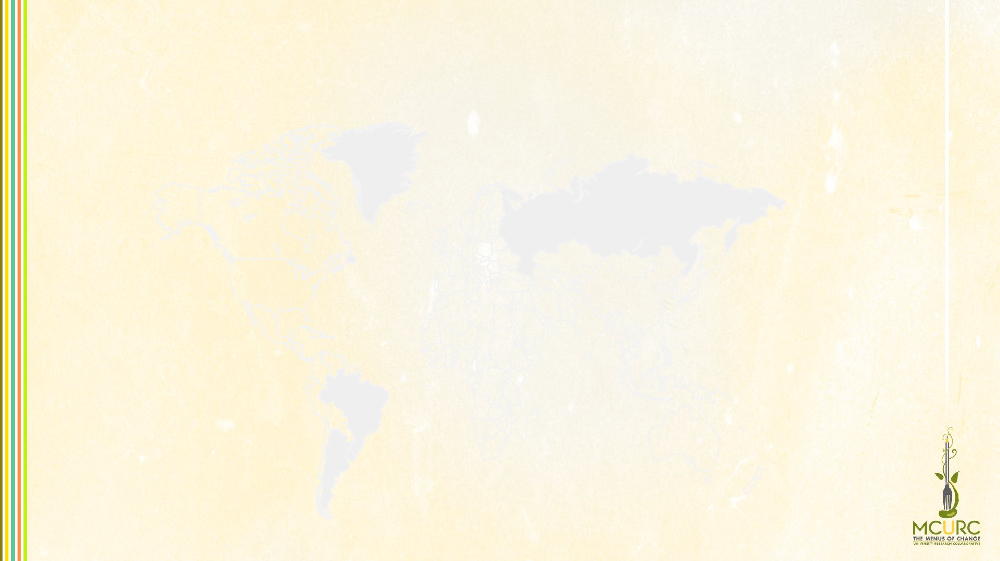 MCURC
THE MENUS OF CHANGE
UNIVERSITY RESEARCH COLLABORATIVE